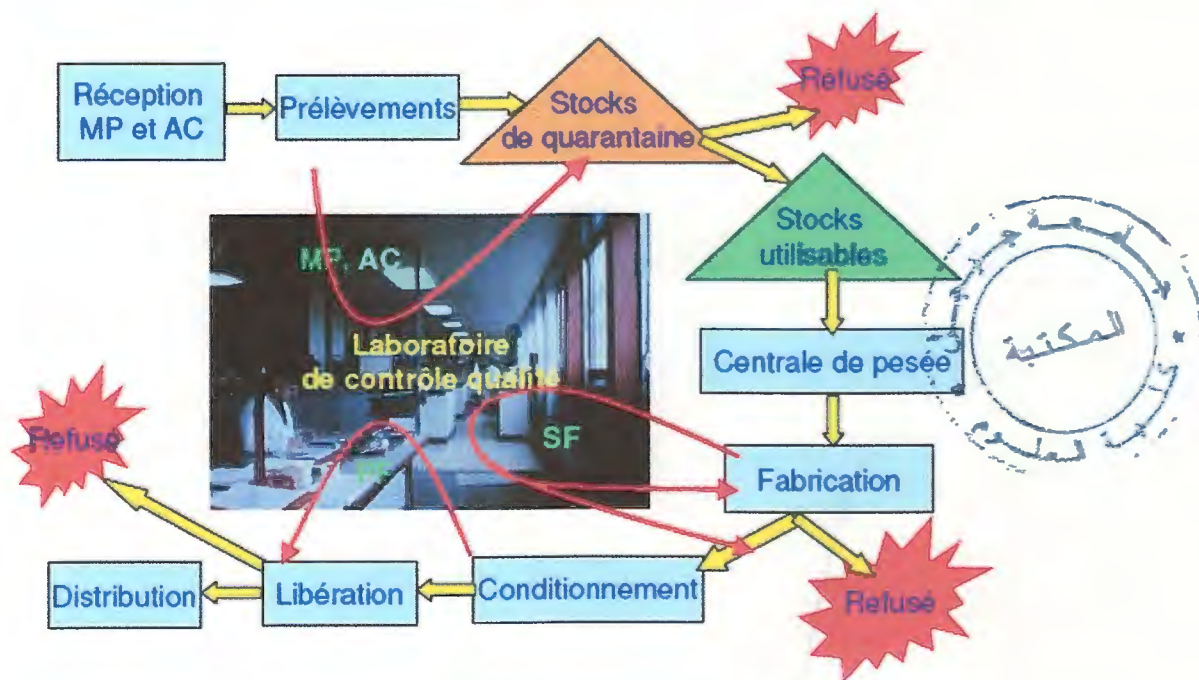 Réception
MP et AC
Prélèvements
Stocks
de quarantaine
Refusé
Stocks
utilisables
MP, AC
Laboratoire
de contrôle qualité
Centrale de pesée
المكتبة
Refusé
SF
PF
Fabrication
Distribution
Libération
Conditionnement
Refusé